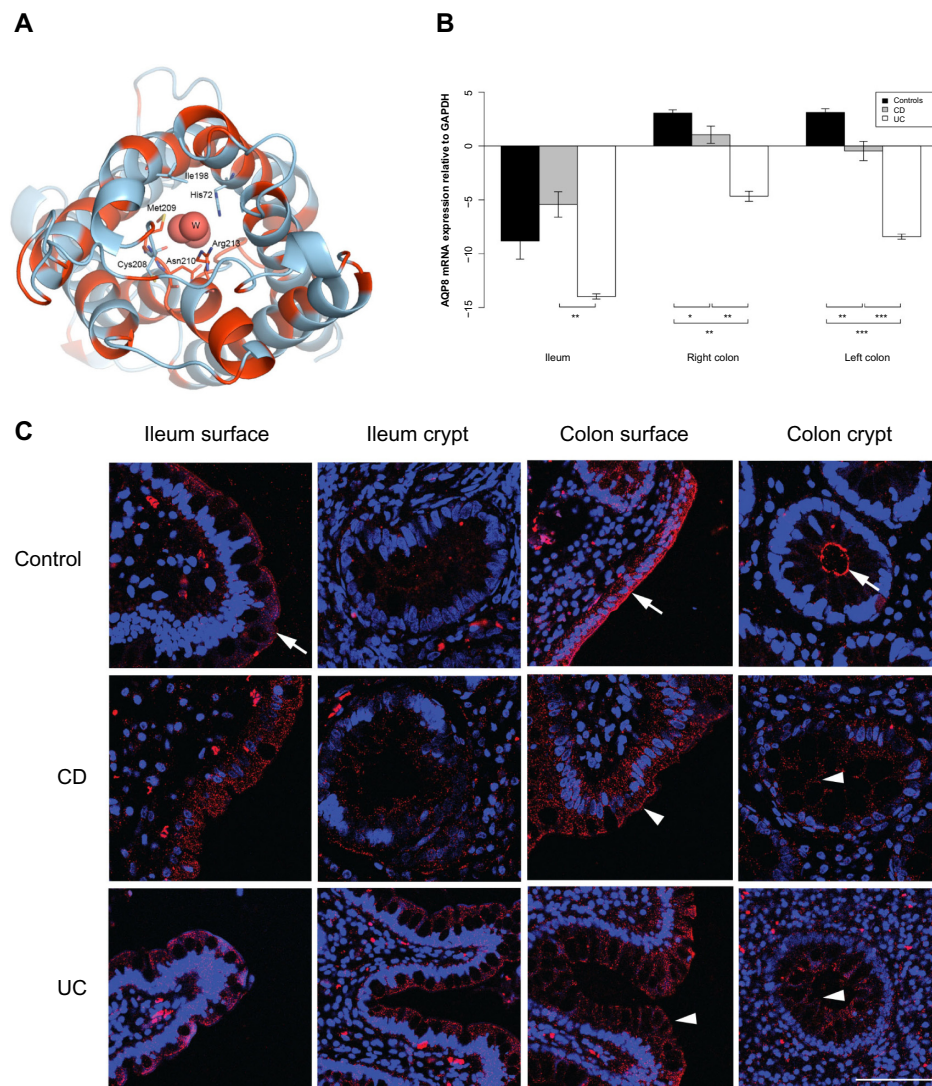 A
Ile198
His72
Met209
W
Arg213
Cys208
Asn210
B
AQP8 mRNA expression relative to GAPDH
5
0
−5
−10
−15
Controls
CD
UC
**
*
**
**
**
***
***
Ileum
Right colon
Left colon
C
Ileum surface
Ileum crypt
Colon surface
Colon crypt
Control
CD
UC